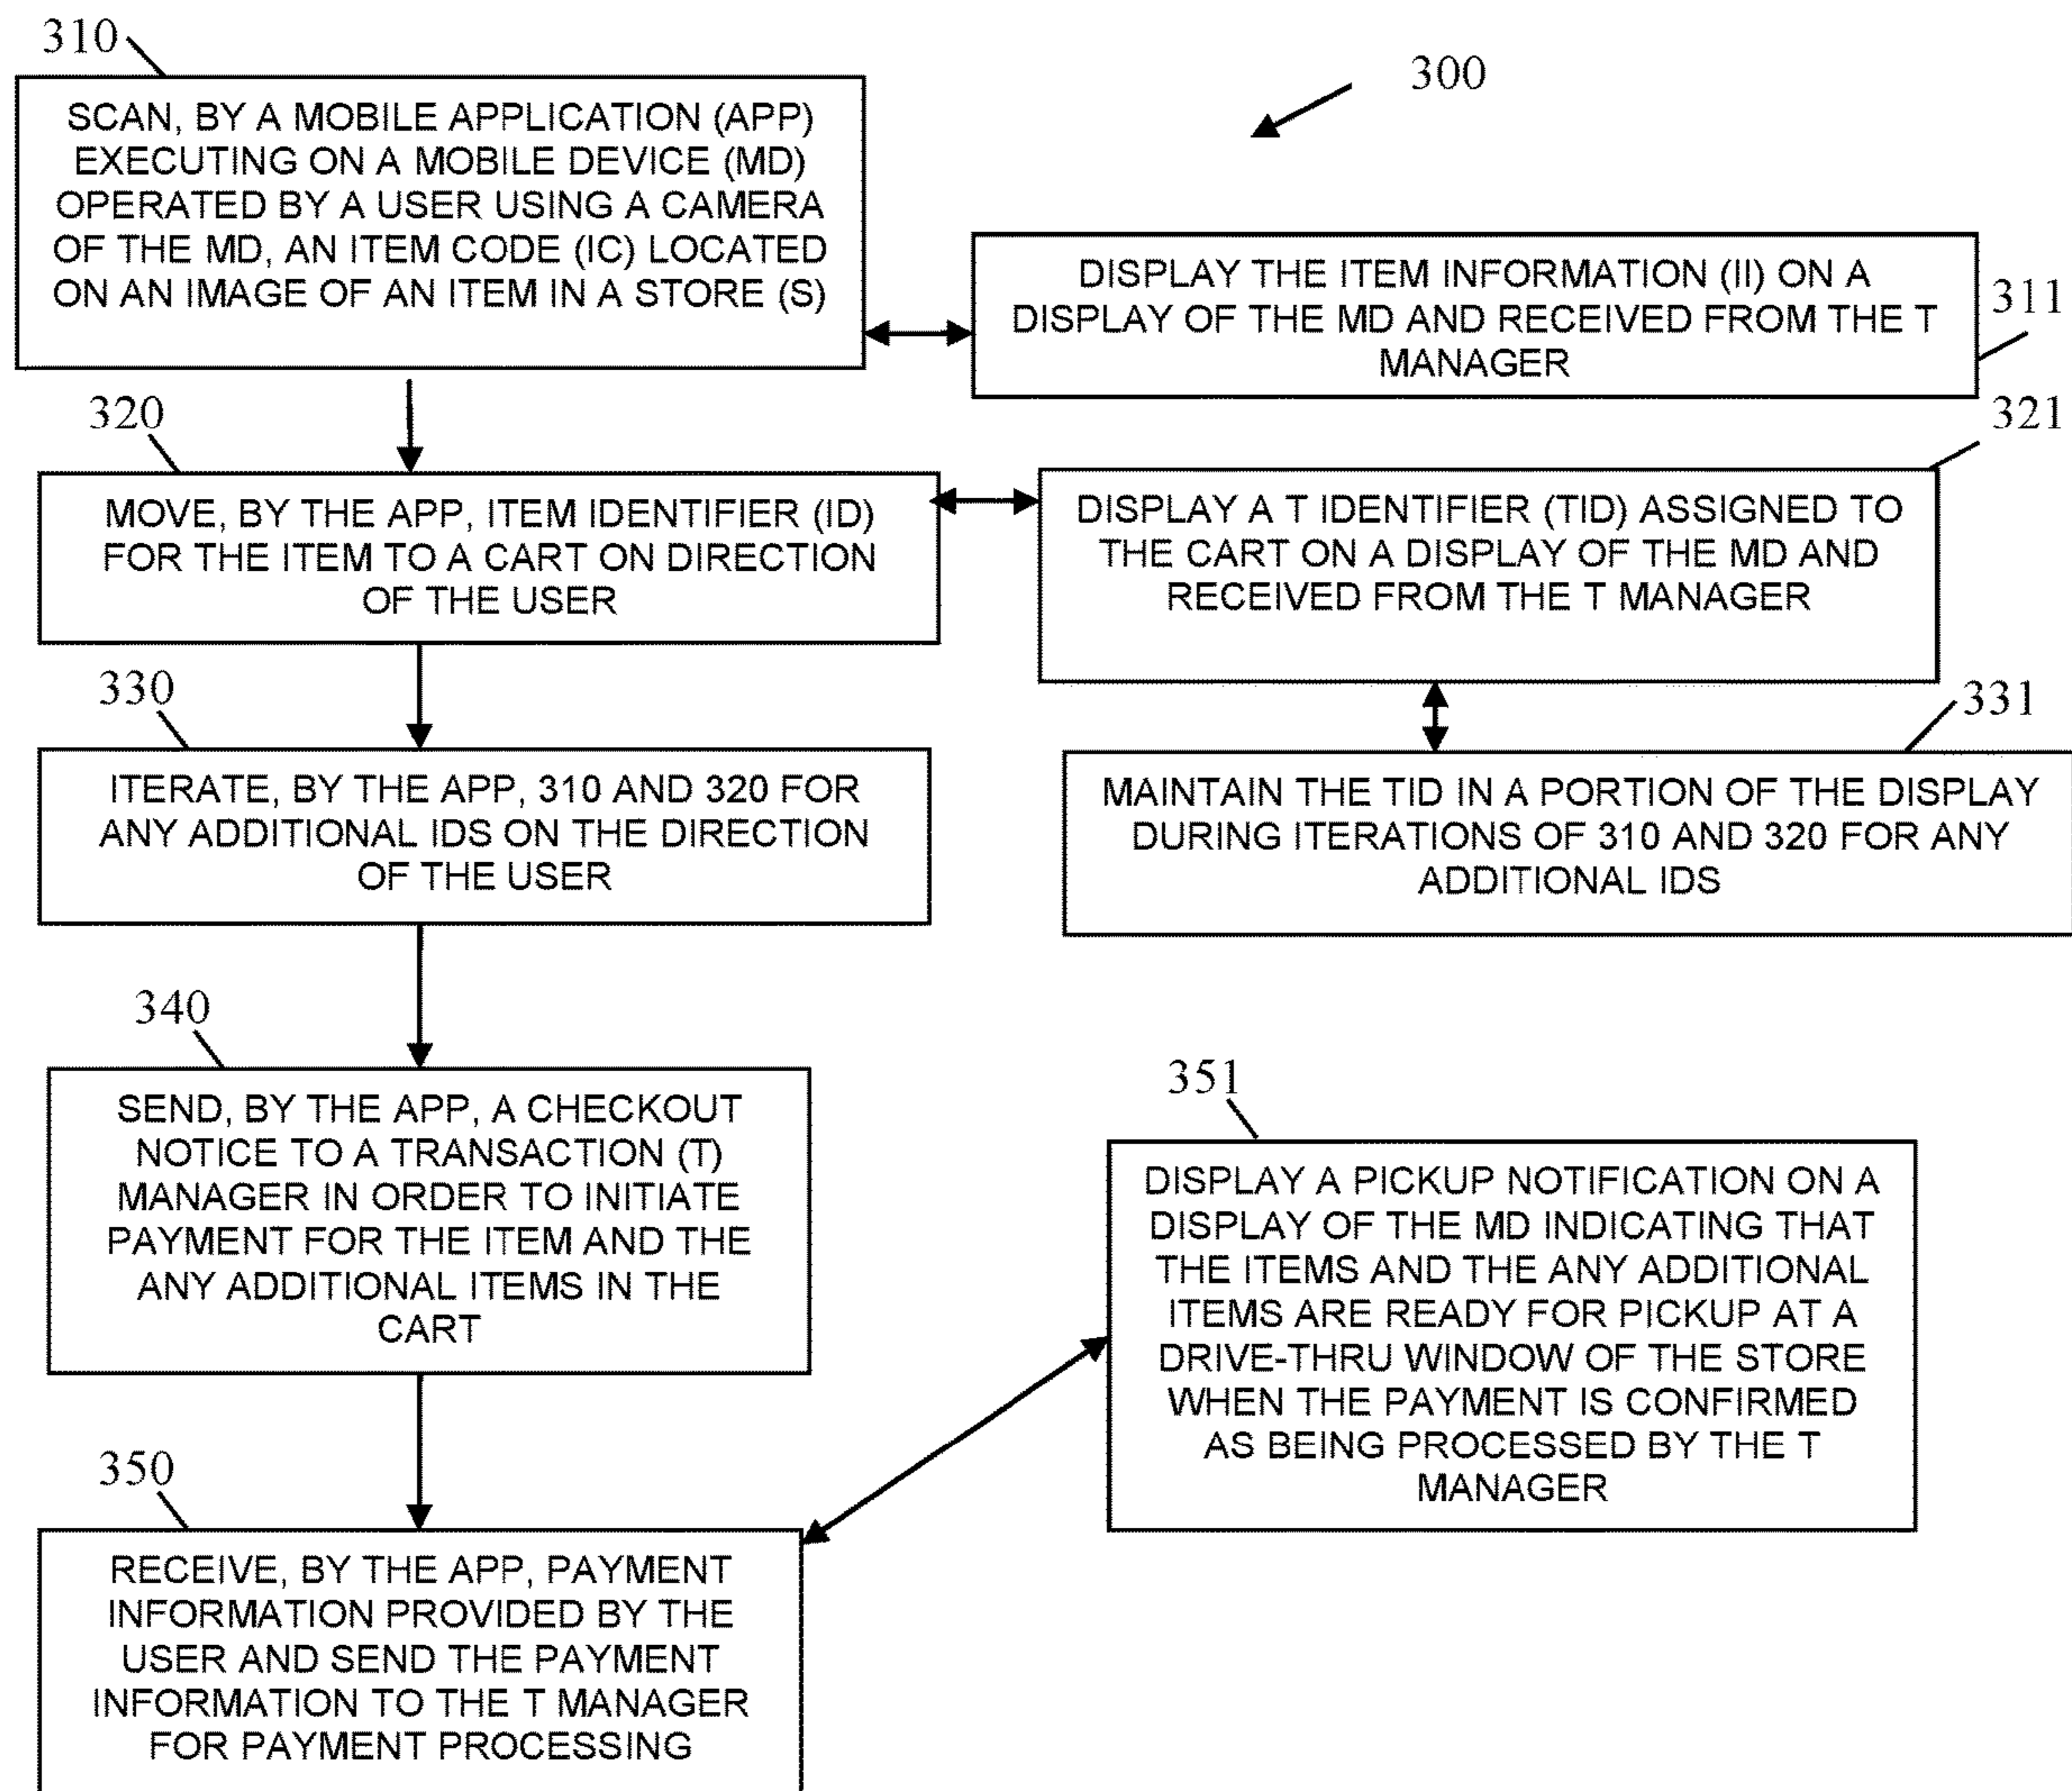 310
300
SCAN, BY A MOBILE APPLICATION (APP)
EXECUTING ON A MOBILE DEVICE (MD)
OPERATED BY A USER USING A CAMERA
OF THE MD, AN ITEM CODE (IC) LOCATED
ON AN IMAGE OF AN ITEM IN A STORE (S)
311
DISPLAY THE ITEM INFORMATION (II) ON A
DISPLAY OF THE MD AND RECEIVED FROM THE T
MANAGER
320
MOVE, BY THE APP, ITEM IDENTIFIER (ID)
FOR THE ITEM TO A CART ON DIRECTION
OF THE USER
321
DISPLAY A T IDENTIFIER (TID) ASSIGNED TO
THE CART ON A DISPLAY OF THE MD AND
RECEIVED FROM THE T MANAGER
330
ITERATE, BY THE APP, 310 AND 320 FOR
ANY ADDITIONAL IDS ON THE DIRECTION
OF THE USER
331
MAINTAIN THE TID IN A PORTION OF THE DISPLAY
DURING ITERATIONS OF 310 AND 320 FOR ANY
ADDITIONAL IDS
340
SEND, BY THE APP, A CHECKOUT
NOTICE TO A TRANSACTION (T)
MANAGER IN ORDER TO INITIATE
PAYMENT FOR THE ITEM AND THE
ANY ADDITIONAL ITEMS IN THE
CART
351
DISPLAY A PICKUP NOTIFICATION ON A
DISPLAY OF THE MD INDICATING THAT
THE ITEMS AND THE ANY ADDITIONAL
ITEMS ARE READY FOR PICKUP AT A
DRIVE-THRU WINDOW OF THE STORE
WHEN THE PAYMENT IS CONFIRMED
AS BEING PROCESSED BY THE T
MANAGER
350
RECEIVE, BY THE APP, PAYMENT
INFORMATION PROVIDED BY THE
USER AND SEND THE PAYMENT
INFORMATION TO THE T MANAGER
FOR PAYMENT PROCESSING